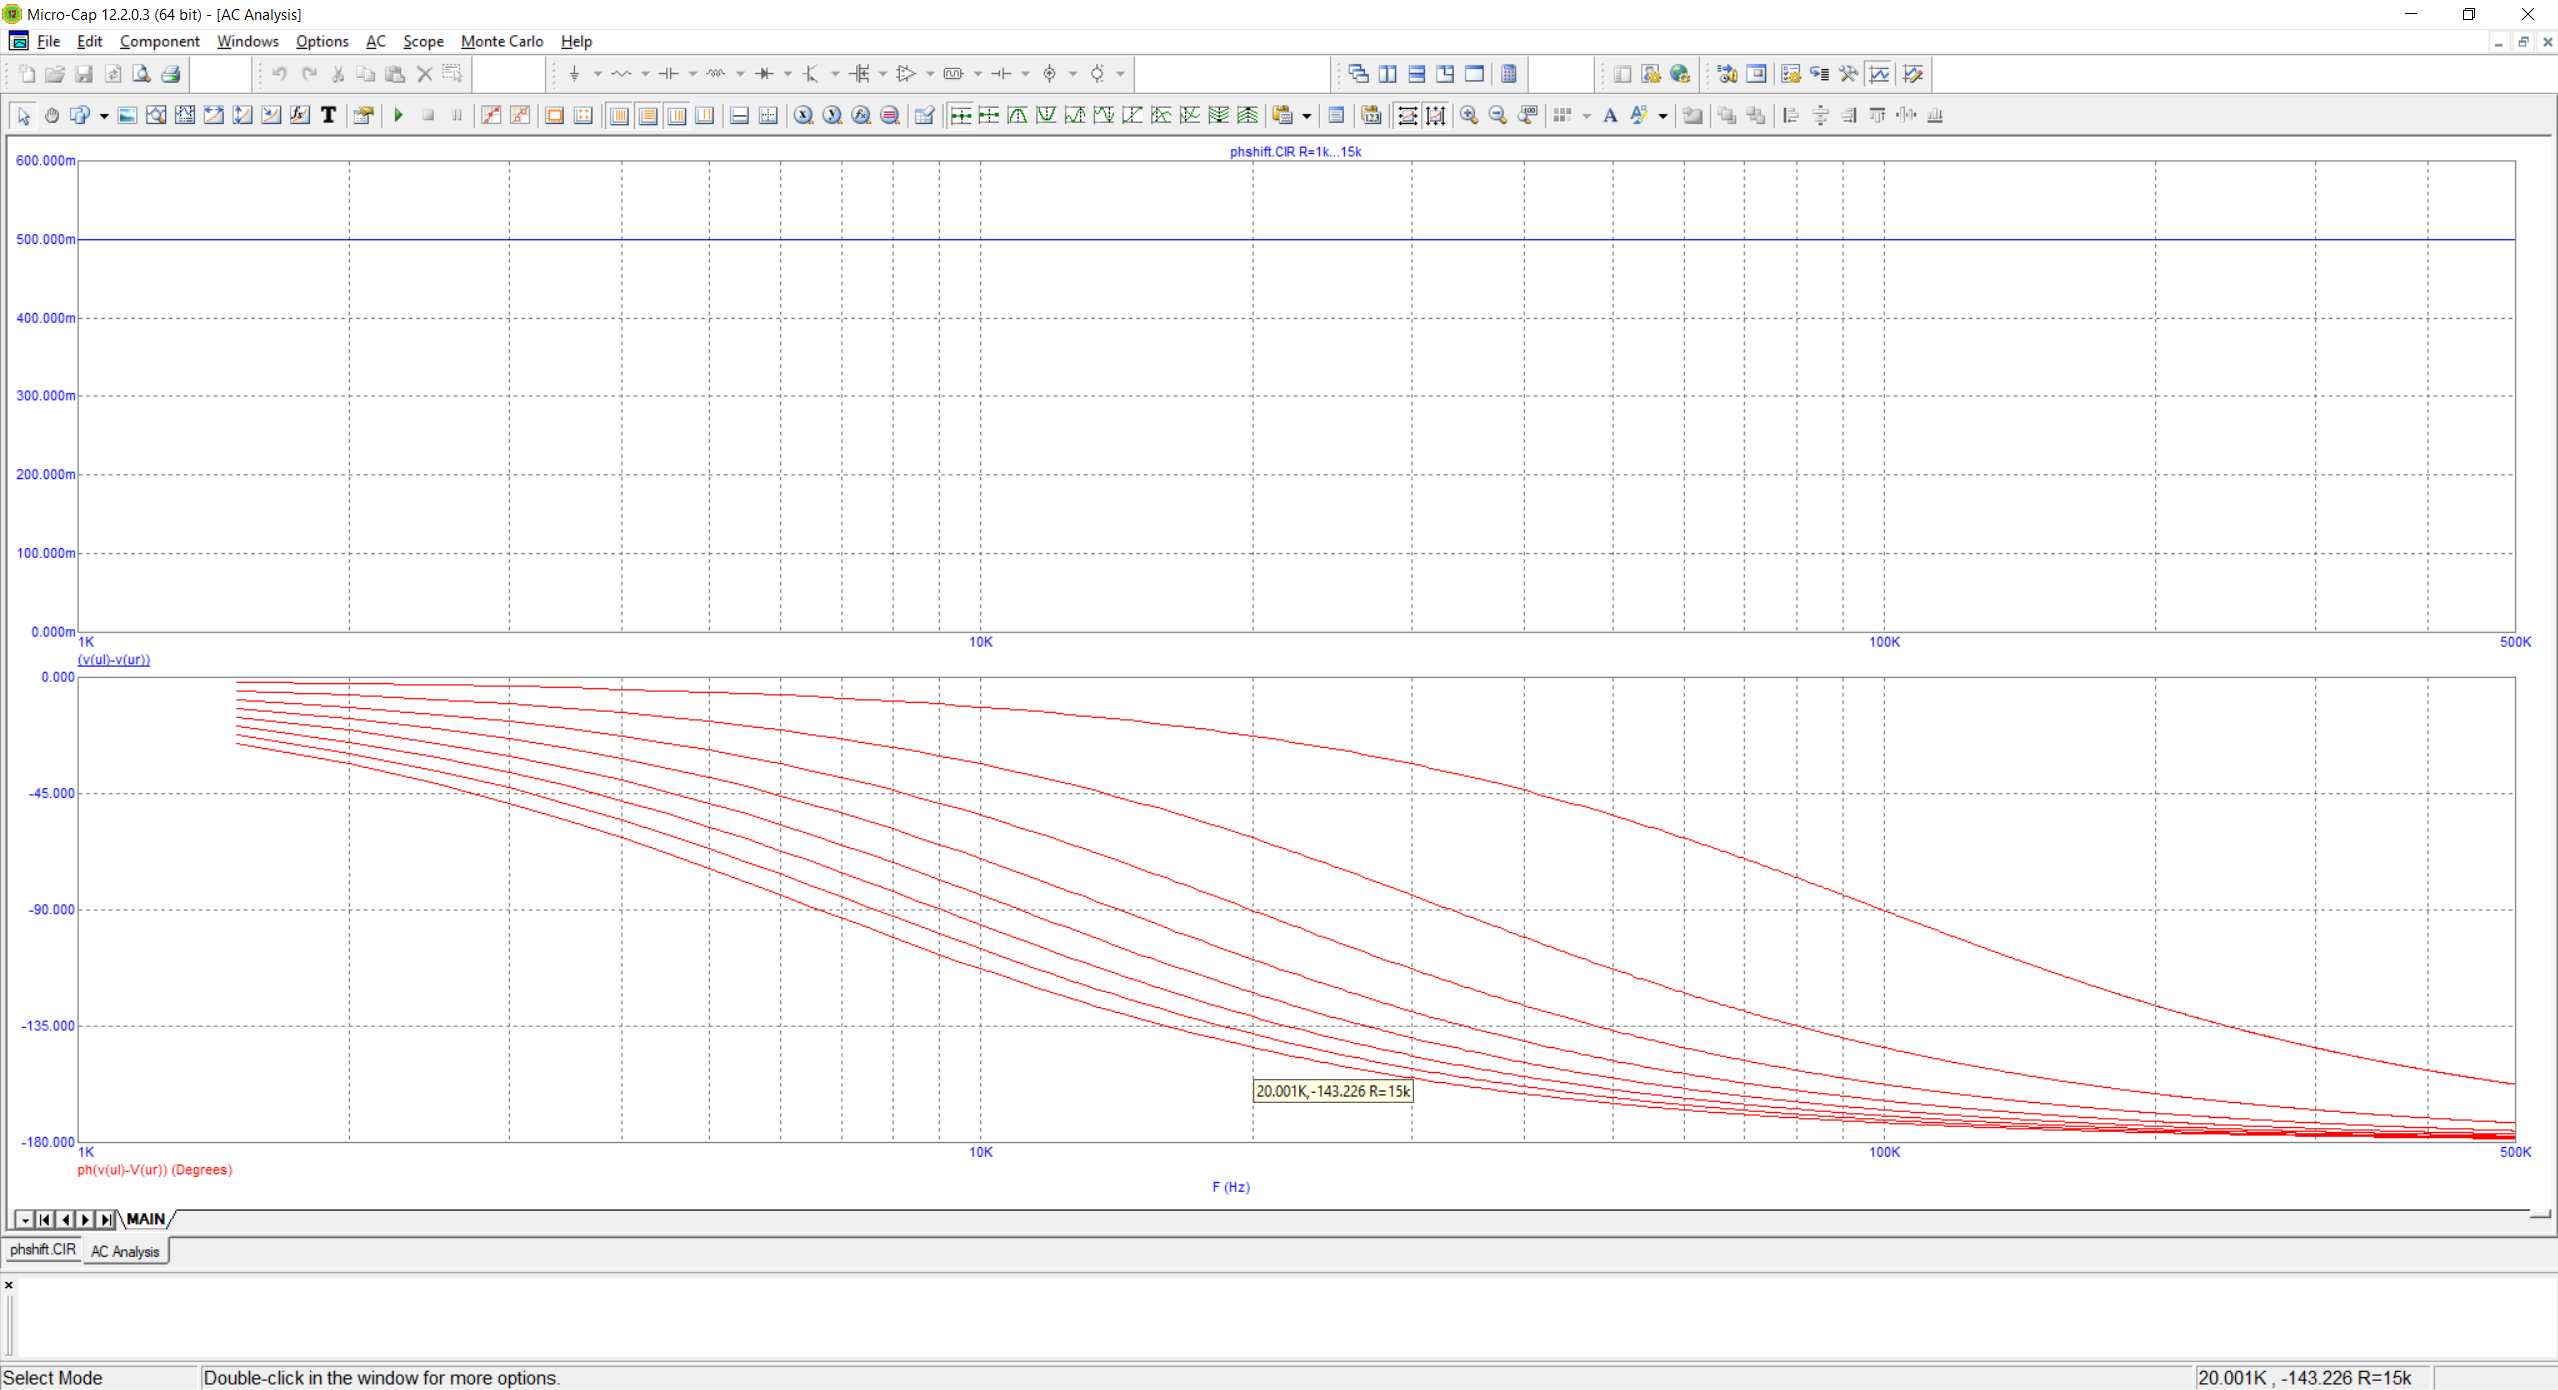 Micro-Cap 12.2.0.3 (64 bit) - [AC Analysis]
File Edit Component Windows Options AC Scope Monte Carlo Help
phshift.CIR R=1k...15k
600.000m
500.000m
400.000m
300.000m
200.000m
100.000m
0.000m
1K 10K 100K 500K
(v(ul)-v(ur))
0.000
-45.000
-90.000
-135.000
20.001K,-143.226 R=15k
-180.000
1K 10K 100K 500K
ph(v(ul)-V(ur)) (Degrees)
F (Hz)
MAIN
phshift.CIR AC Analysis
Select Mode Double-click in the window for more options. 20.001K , -143.226 R=15k